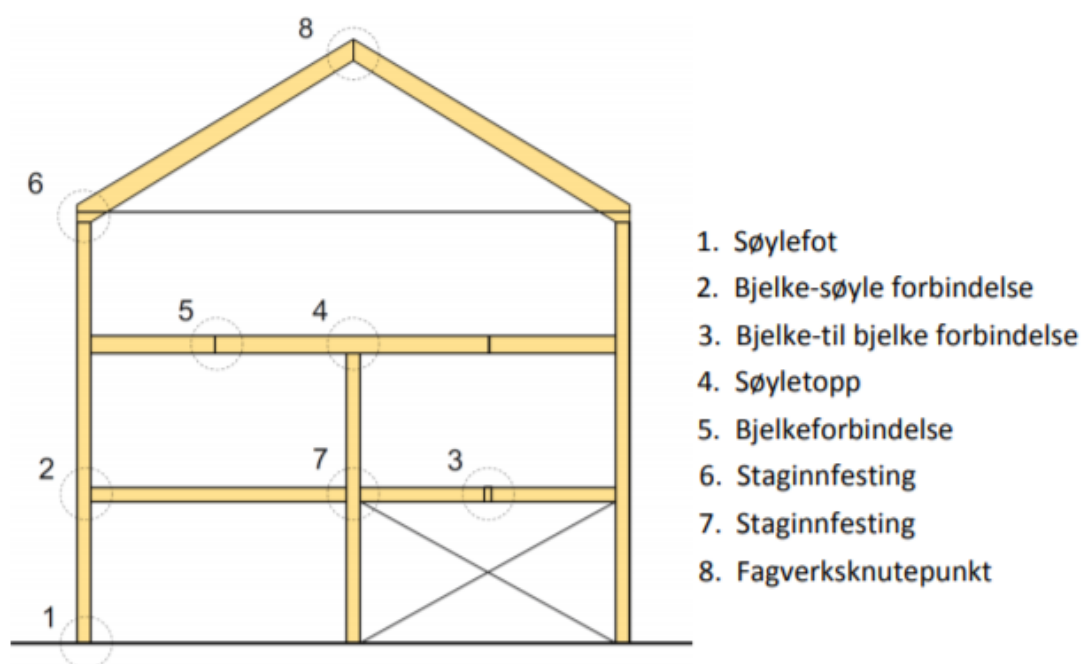 8
6
5
4
2
7
3
1
1. Søylefot
2. Bjelke-søyle forbindelse
3. Bjelke-til bjelke forbindelse
4. Søyletopp
5. Bjelkeforbindelse
6. Staginnfesting
7. Staginnfesting
8. Fagverksknutepunkt